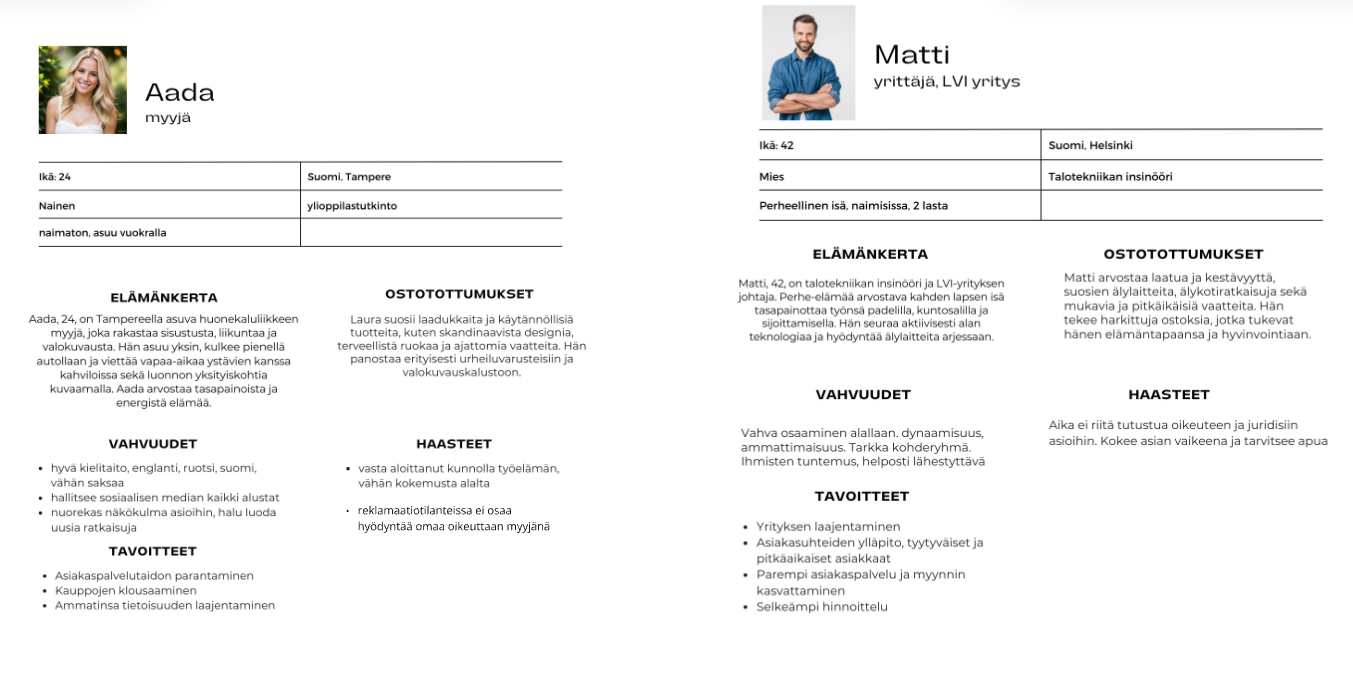 Aada
myyjä
Ikä: 24
Suomi, Tampere
Nainen
ylioppilastutkinto
naimaton, asuu vuokralla
ELÄMÄNKERTA
Aada, 24, on Tampereella asuva huonekaluliikkeen
myyjä, joka rakastaa sisustusta, liikuntaa ja
valokuvausta. Hän asuu yksin, kulkee pienellä
autollaan ja viettää vapaa-aikaa ystävien kanssa
kahviloissa sekä luonnon yksityiskohtia
kuvaamalla. Aada arvostaa tasapainoista ja
energistä elämää.
OSTOTOTTUMUKSET
Laura suosii laadukkaita ja käytännöllisiä
tuotteita, kuten skandinaavista designia,
terveellistä ruokaa ja ajattomia vaatteita. Hän
panostaa erityisesti urheiluvarusteisiin ja
valokuvauskalustoon.
VAHVUUDET
• hyvä kielitaito, englanti, ruotsi, suomi,
vähän saksaa
• hallitsee sosiaalisen median kaikki alustat
• nuorekas näkökulma asioihin, halu luoda
uusia ratkaisuja
HAASTEET
• vasta aloittanut kunnolla työelämän,
vähän kokemusta alalta
• reklamaatiotilanteissa ei osaa
hyödyntää omaa oikeuttaan myyjänä
TAVOITTEET
• Asiakaspalvelutaidon parantaminen
• Kauppojen klousaaminen
• Ammatinsa tietoisuuden laajentaminen
Matti
yrittäjä, LVI yritys
Ikä: 42
Suomi, Helsinki
Mies
Talotekniikan insinööri
Perheellinen isä, naimisissa, 2 lasta
ELÄMÄNKERTA
Matti, 42, on talotekniikan insinööri ja LVI-yrityksen
johtaja. Perhe-elämää arvostava kahden lapsen isä
tasapainottaa työnsä padelilla, kuntosalilla ja
sijoittamisella. Hän seuraa aktiivisesti alan
teknologiaa ja hyödyntää älylaitteita arjessaan.
OSTOTOTTUMUKSET
Matti arvostaa laatua ja kestävyyttä,
suosien älylaitteita, älykotiratkaisuja sekä
mukavia ja pitkäikäisiä vaatteita. Hän
tekee harkittuja ostoksia, jotka tukevat
hänen elämäntapaansa ja hyvinvointiaan.
VAHVUUDET
Vahva osaaminen alallaan. dynaamisuus,
ammattimaisuus. Tarkka kohderyhmä.
Ihmisten tuntemus, helposti lähestyttävä
HAASTEET
Aika ei riitä tutustua oikeuteen ja juridisiin
asioihin. Kokee asian vaikeena ja tarvitsee apua
TAVOITTEET
• Yrityksen laajentaminen
• Asiakasuhteiden ylläpito, tyytyväiset ja
pitkäaikaiset asiakkaat
• Parempi asiakaspalvelu ja myynnin
kasvattaminen
• Selkeämpi hinnoittelu